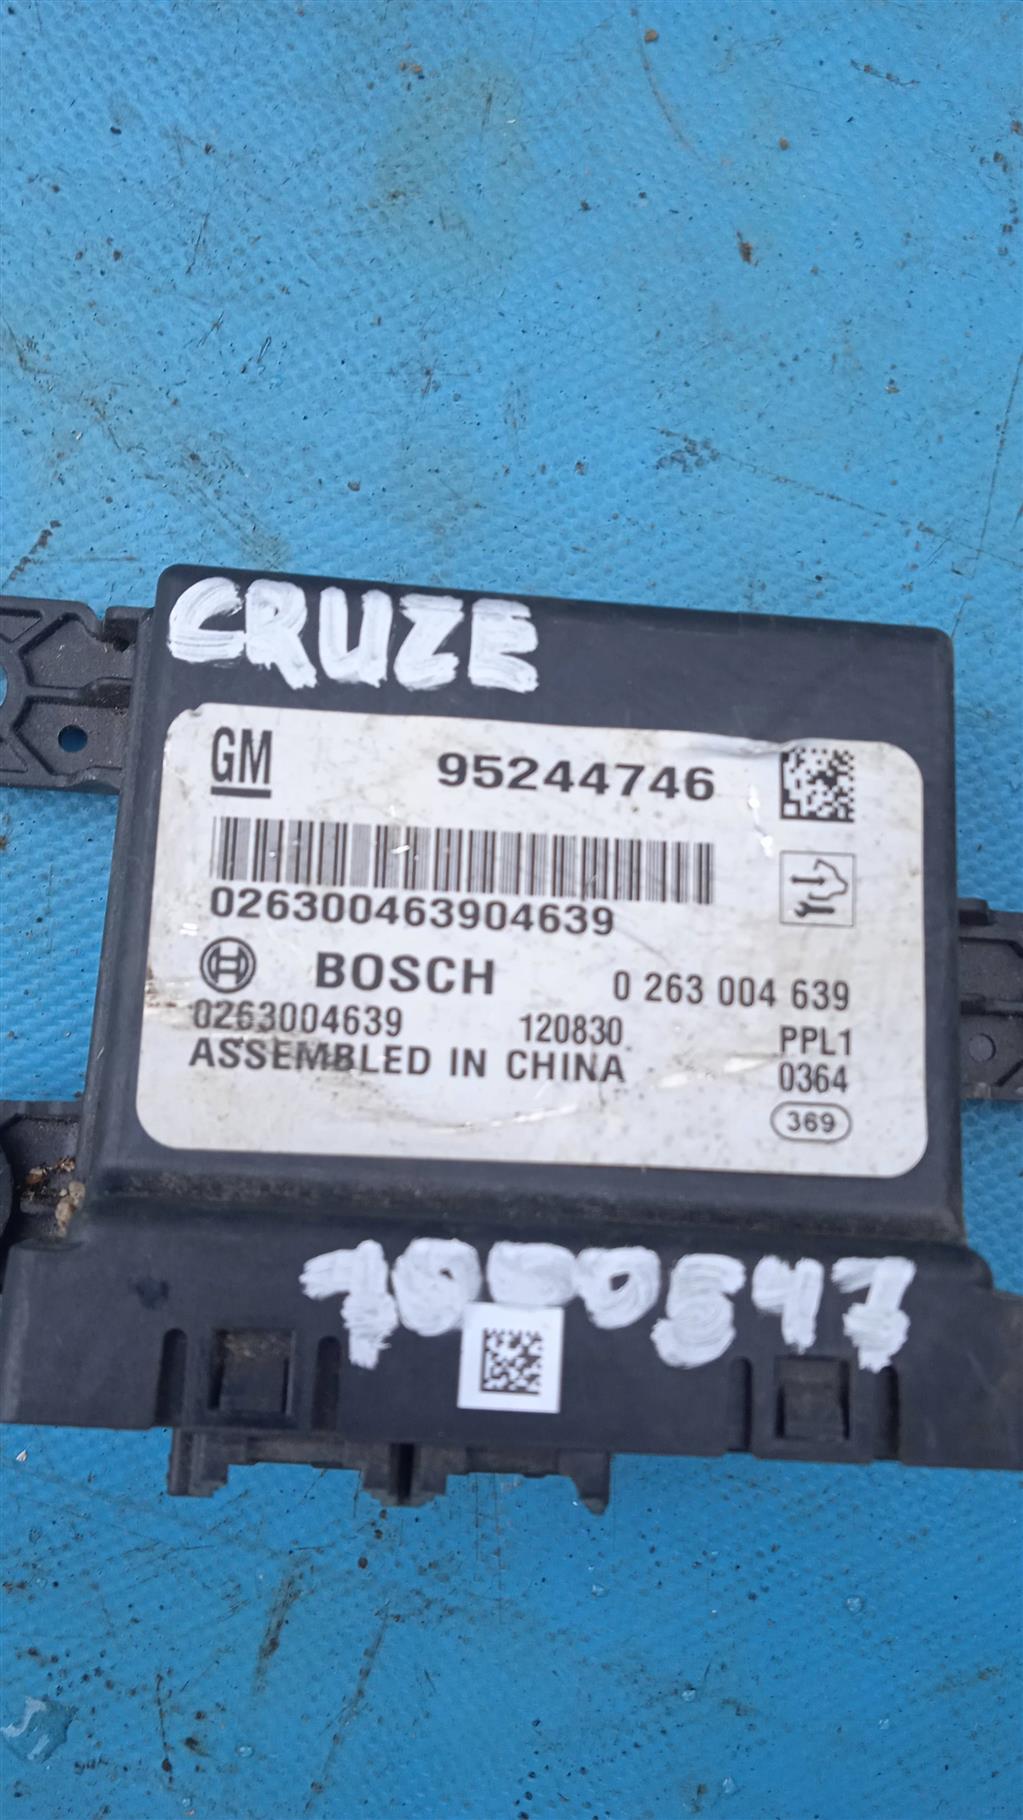 CRUZE
GM 95244746
026300463904639
BOSCH 0 263 004 639
0263004639 120830 PPL1
ASSEMBLED IN CHINA 0364
369